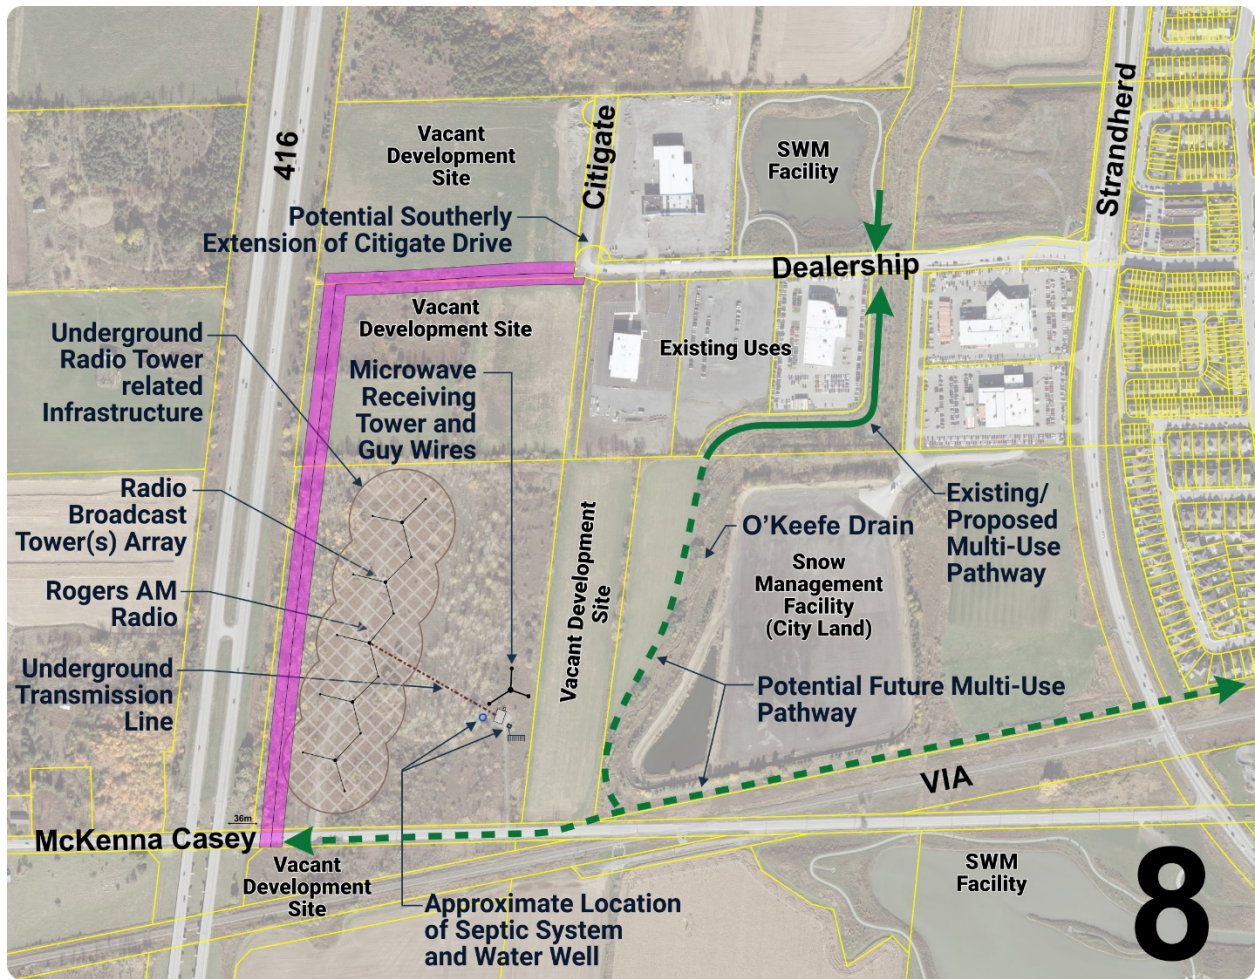 416
Vacant
Development
Site
Citigate
SWM
Facility
Strandherd
Potential Southerly
Extension of Citigate Drive
Dealership
Vacant
Development Site
Underground
Radio Tower
related
Infrastructure
Microwave
Receiving
Tower and
Guy Wires
Existing Uses
Radio
Broadcast
Tower(s) Array
Existing/
Proposed
Multi-Use
Pathway
O'Keefe Drain
Snow
Management
Facility
(City Land)
Vacant Development
Site
Rogers AM
Radio
Underground
Transmission
Line
Potential Future Multi-Use
Pathway
VIA
36m
McKenna Casey
Vacant
Development
Site
SWM
Facility
Approximate Location
of Septic System
and Water Well
8